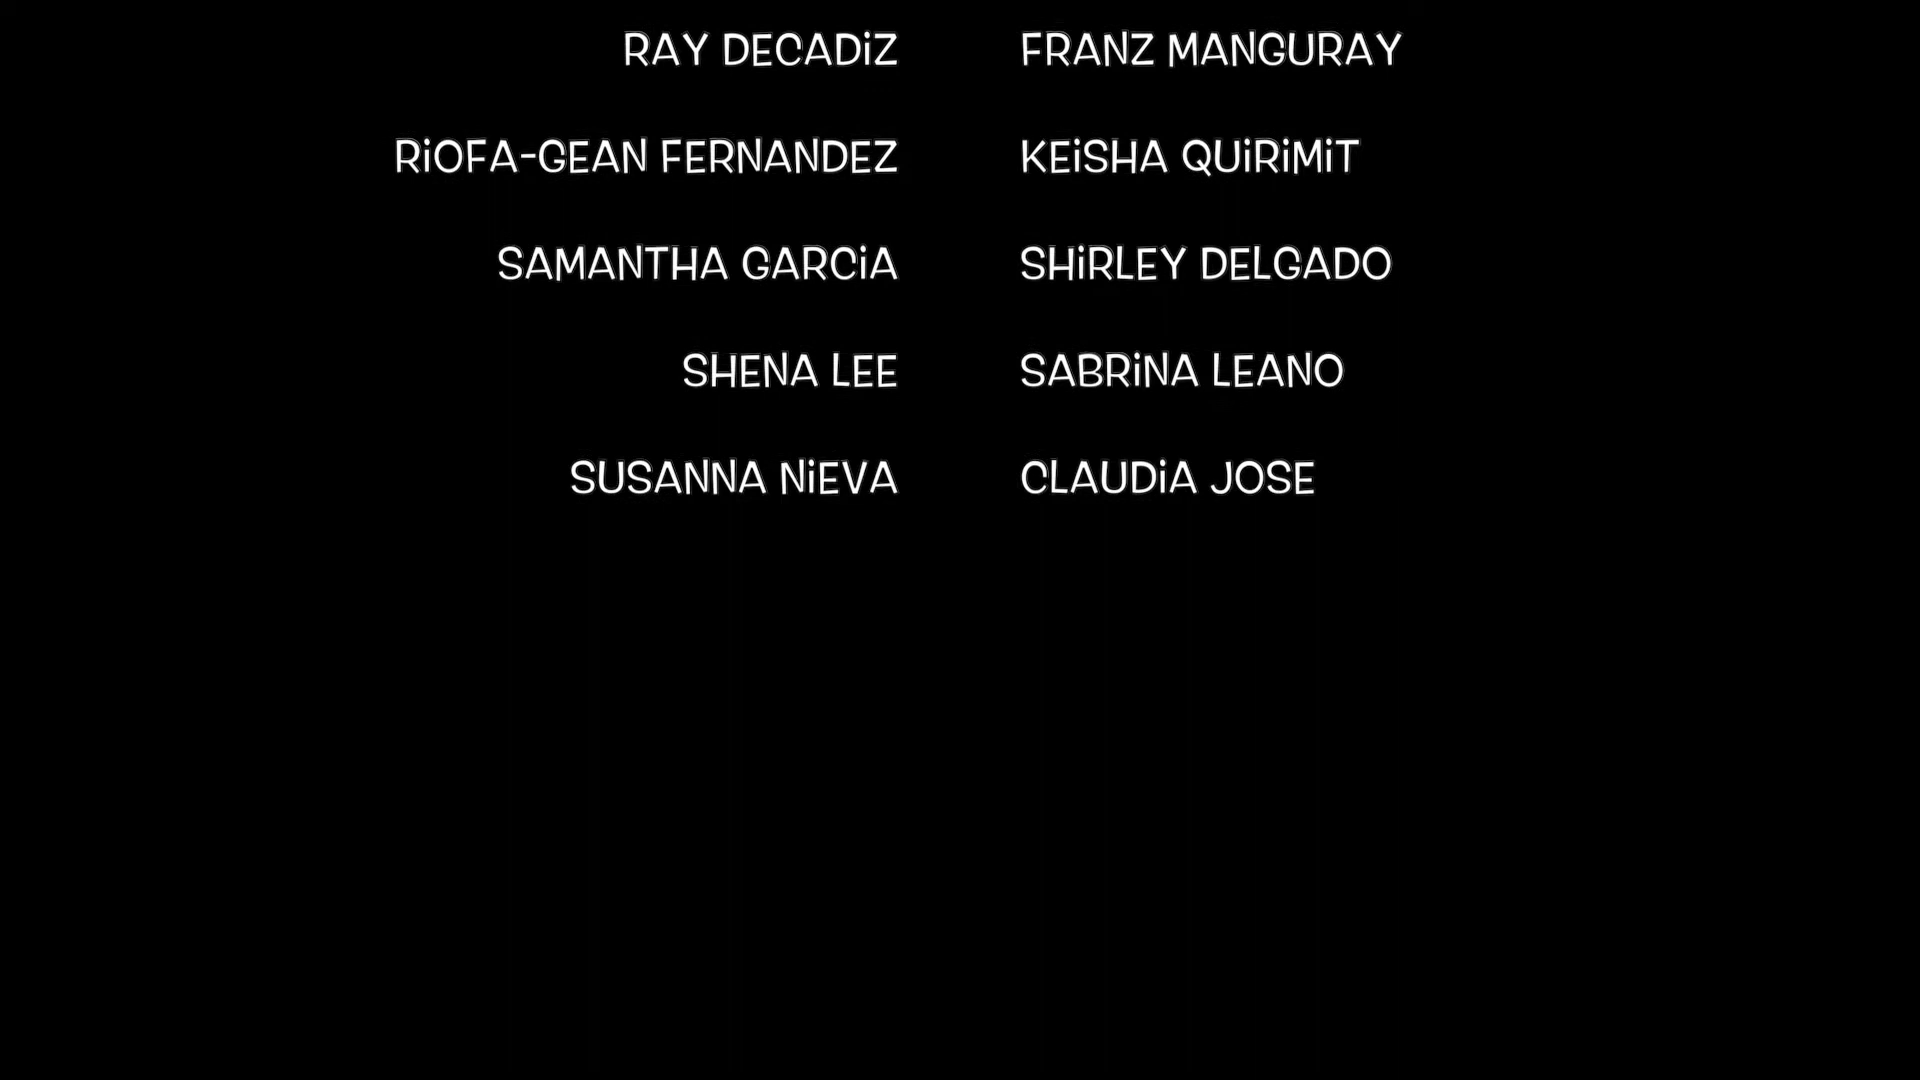 RAY DECADiZ FRANZ MANGURAY
RiOFA-GEAN FERNANDEZ KEiSHA QUiRiMiT
SAMANTHA GARCiA SHiRLEY DELGADO
SHENA LEE SABRiNA LEANO
SUSANNA NiEVA CLAUDiA JOSE